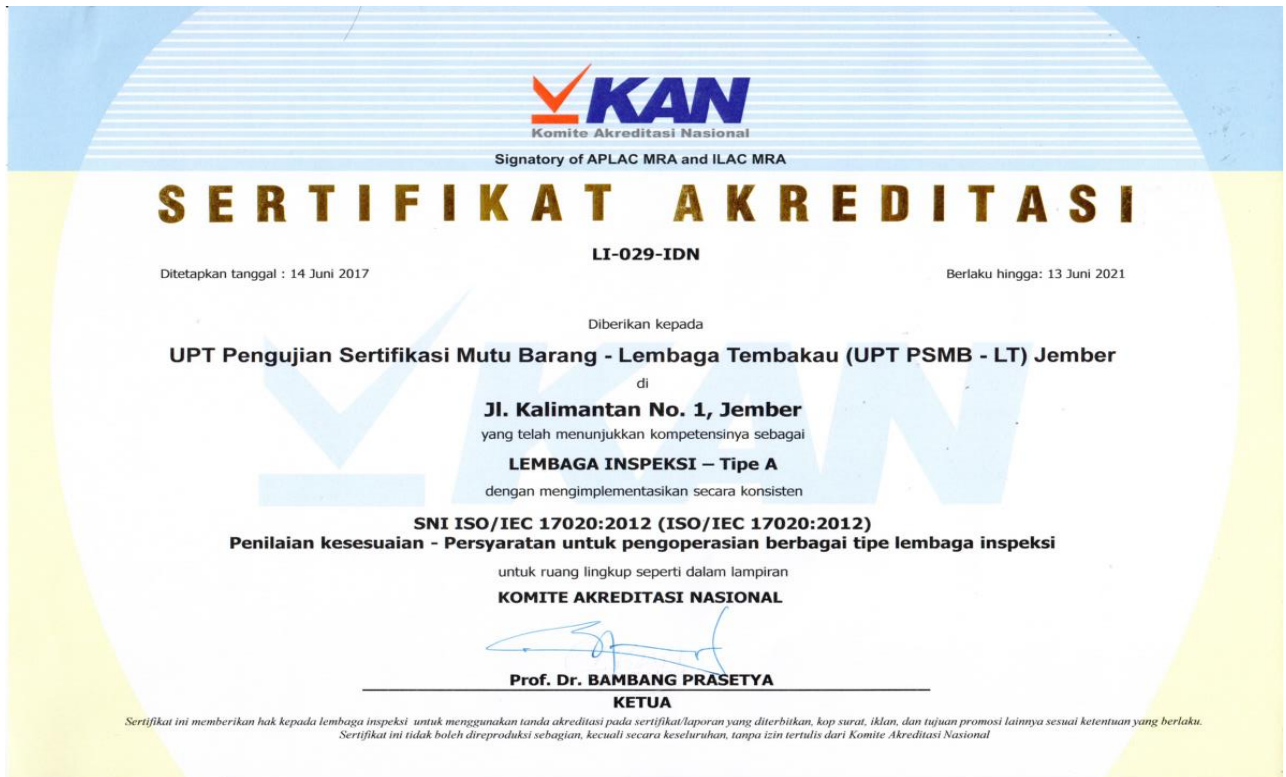 KAN
Komite Akreditasi Nasional
Signatory of APLAC MRA and ILAC MRA
SERTIFIKAT AKREDITASI
LI-029-IDN
Ditetapkan tanggal : 14 Juni 2017
Berlaku hingga: 13 Juni 2021
Diberikan kepada
UPT Pengujian Sertifikasi Mutu Barang - Lembaga Tembakau (UPT PSMB - LT) Jember
di
Jl. Kalimantan No. 1, Jember
yang telah menunjukkan kompetensinya sebagai
LEMBAGA INSPEKSI – Tipe A
dengan mengimplementasikan secara konsisten
SNI ISO/IEC 17020:2012 (ISO/IEC 17020:2012)
Penilaian kesesuaian - Persyaratan untuk pengoperasian berbagai tipe lembaga inspeksi
untuk ruang lingkup seperti dalam lampiran
KOMITE AKREDITASI NASIONAL
Prof. Dr. BAMBANG PRASETYA
KETUA
Sertifikat ini memberikan hak kepada lembaga inspeksi untuk menggunakan tanda akreditasi pada sertifikat/laporan yang diterbitkan, kop surat, iklan, dan tujuan promosi lainnya sesuai ketentuan yang berlaku.
Sertifikat ini tidak boleh direproduksi sebagian, kecuali secara keseluruhan, tanpa izin tertulis dari Komite Akreditasi Nasional